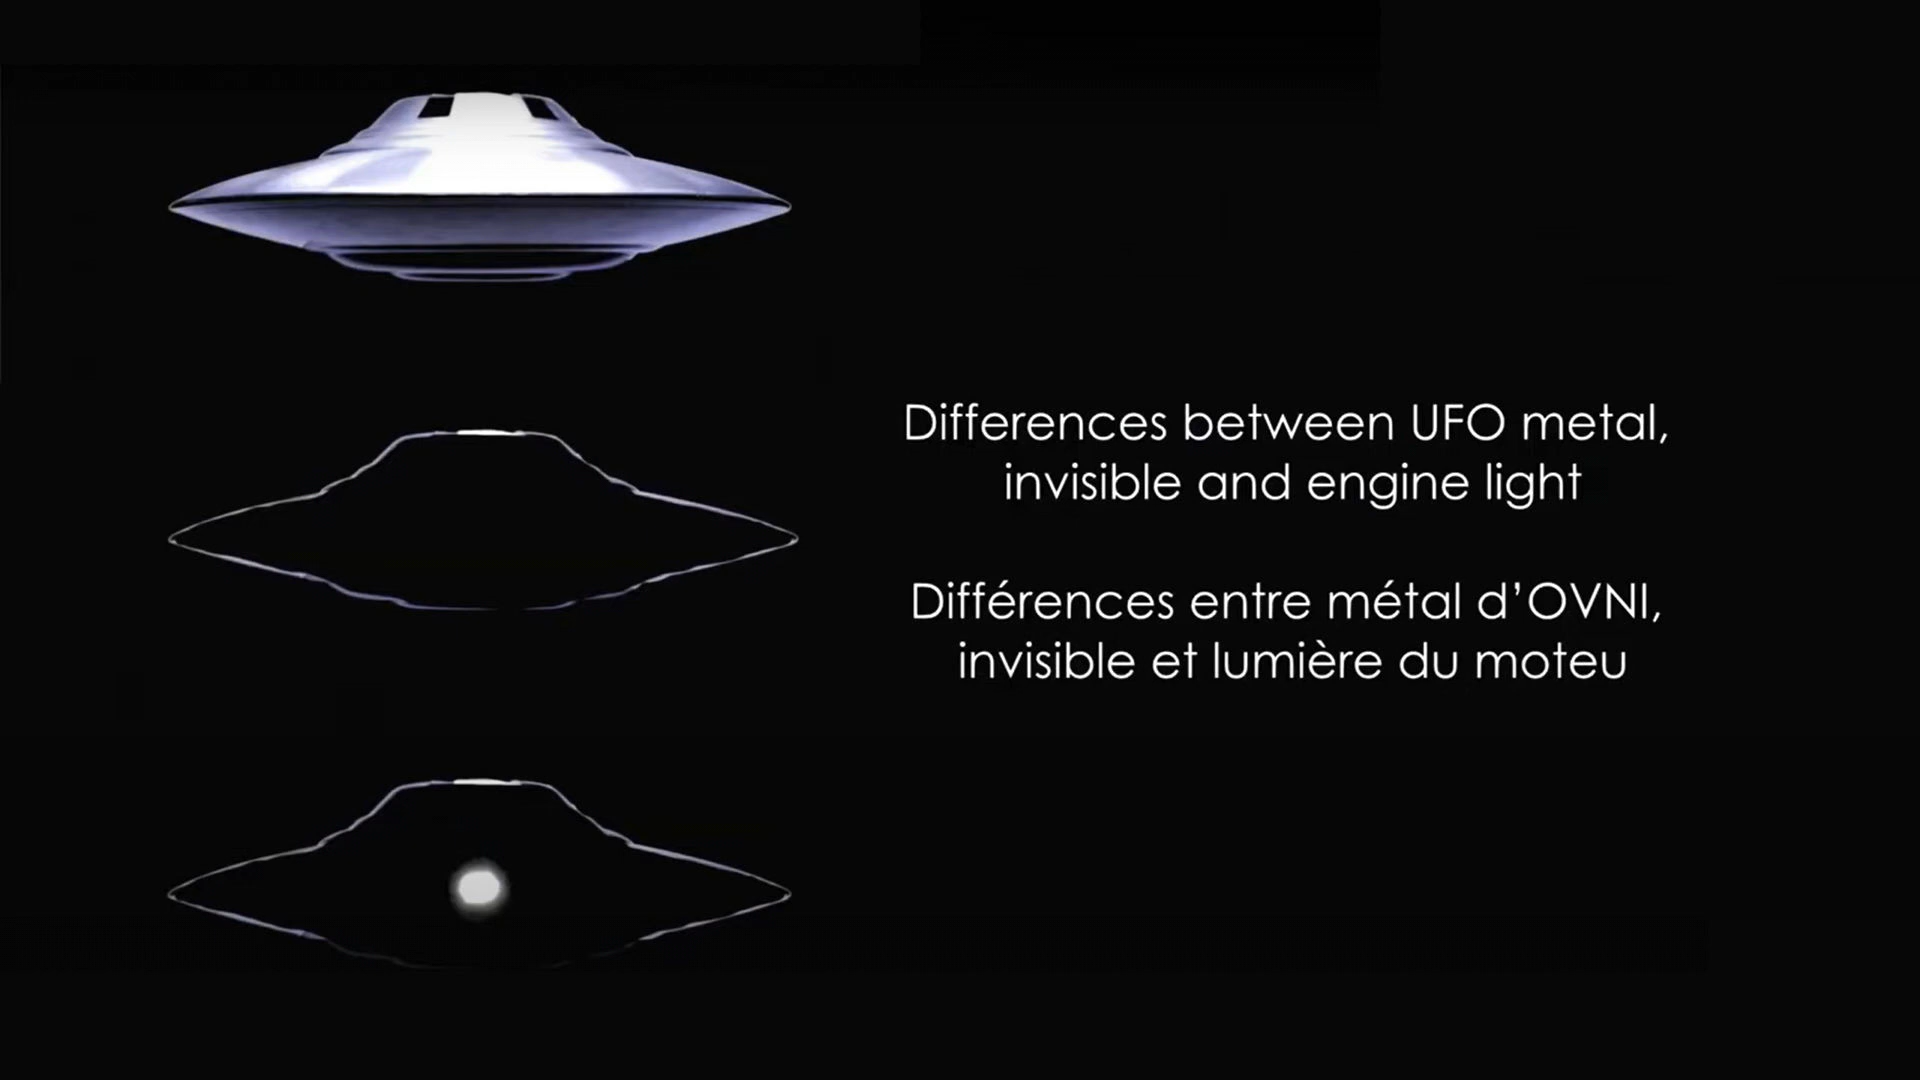 Differences between UFO metal,
invisible and engine light
Différences entre métal d’OVNI,
invisible et lumière du moteu